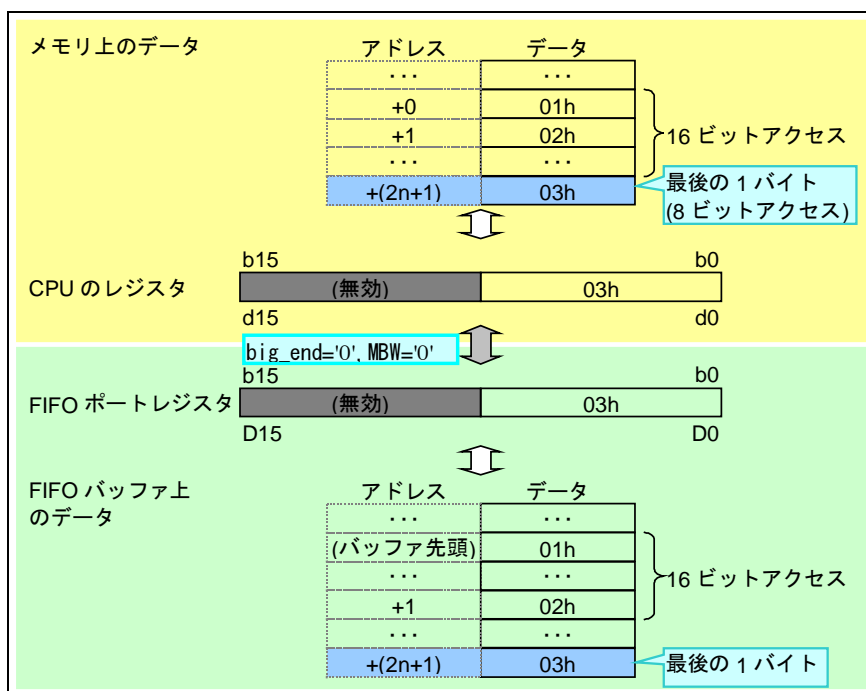 メモリ上のデータ
アドレス データ
・・・ ・・・
+0 01h
+1 02h
・・・ ・・・
+(2n+1) 03h
16 ビットアクセス
最後の 1 バイト
(8 ビットアクセス)
b15 b0
CPU のレジスタ (無効) 03h
d15 d0
big_end='0', MBW='0'
b15 b0
FIFO ポートレジスタ (無効) 03h
D15 D0
FIFO バッファ上
のデータ
アドレス データ
・・・ ・・・
(バッファ先頭) 01h
・・・ ・・・
+1 02h
・・・ ・・・
+(2n+1) 03h
16 ビットアクセス
最後の 1 バイト